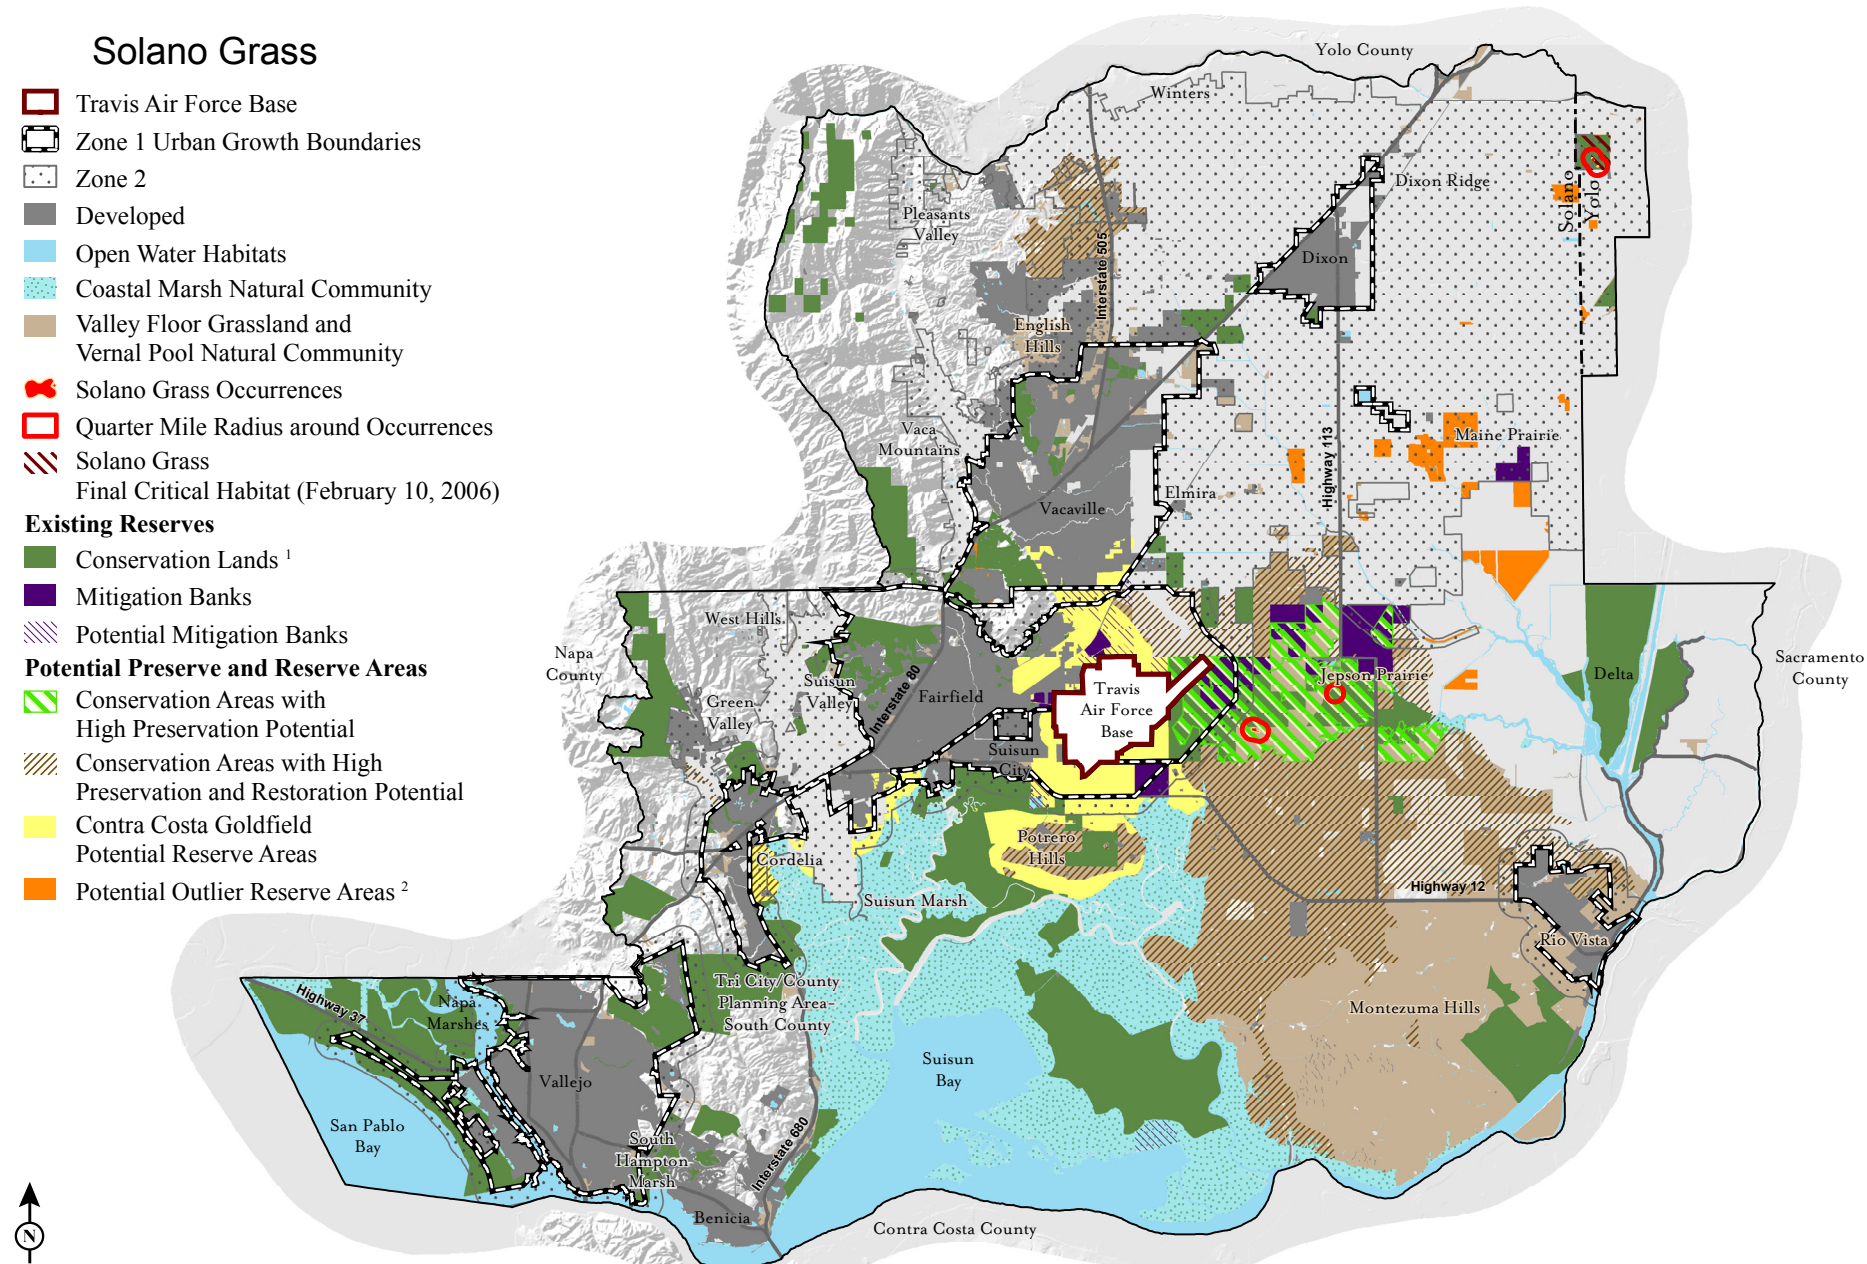 Solano Grass
Travis Air Force Base
Zone 1 Urban Growth Boundaries
Zone 2
Developed
Open Water Habitats
Coastal Marsh Natural Community
Valley Floor Grassland and
Vernal Pool Natural Community
Solano Grass Occurrences
Quarter Mile Radius around Occurrences
Solano Grass
Final Critical Habitat (February 10, 2006)
Existing Reserves
Conservation Lands 1
Mitigation Banks
Potential Mitigation Banks
Potential Preserve and Reserve Areas
Conservation Areas with
High Preservation Potential
Conservation Areas with High
Preservation and Restoration Potential
Contra Costa Goldfield
Potential Reserve Areas
Potential Outlier Reserve Areas 2
N
Yolo County
Winters
Dixon Ridge
Solano
Yolo
Pleasants
Valley
Interstate 505
Dixon
English
Hills
Vaca
Mountains
Highway 113
Maine Prairie
Elmira
Vacaville
West Hills
Napa
County
Suisun
Valley
Green
Valley
Interstate 80
Fairfield
Travis
Air Force
Base
Jepson Prairie
Delta
Sacramento
County
Suisun
City
Potrero
Hills
Cordelia
Suisun Marsh
Highway 12
Rio Vista
Tri City/County
Planning Area-
South County
Montezuma Hills
Highway 37
Napa
Marshes
Vallejo
Suisun
Bay
San Pablo
Bay
South
Hampton
Marsh
Interstate 680
Benicia
Contra Costa County